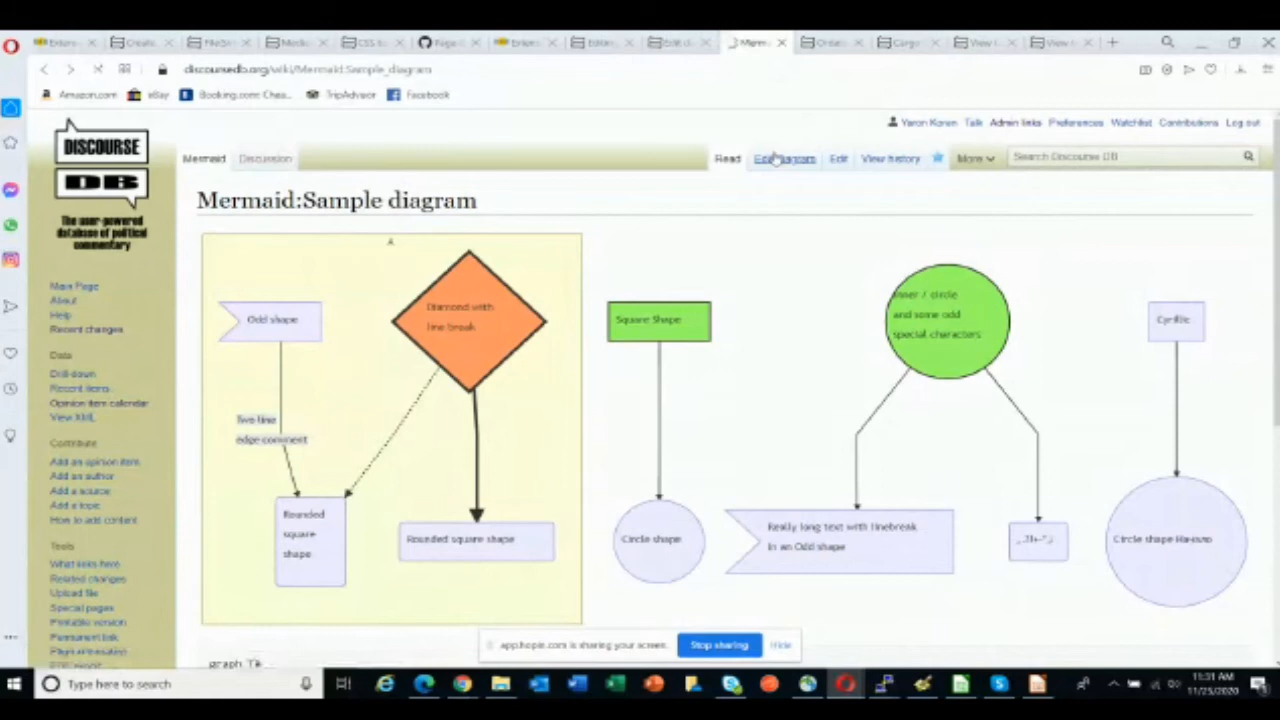 discoursedb.org/wiki/Mermaid:Sample_diagram
Amazon.com eBay Booking.com: Chea... TripAdvisor Facebook
Yaron Koren Talk Admin links Preferences Watchlist Contributions Log out
DISCOURSE
DB
The user-powered
database of political
commentary
Mermaid Discussion Read Edit diagram Edit View history More Search Discourse DB
Mermaid:Sample diagram
Main Page
About
Help
Recent changes
Data
Drill-down
Recent items
Opinion item calendar
View XML
Contribute
Add an opinion item
Add an author
Add a source
Add a topic
How to add content
Tools
What links here
Related changes
Upload file
Special pages
Printable version
Permanent link
Page information
A
Odd shape
Diamond with
line break
Two line
edge comment
Rounded
square
shape
Rounded square shape
Square Shape
Circle shape
Inner / circle
and some odd
special characters
Really long text with linebreak
in an Odd shape
Cyrillic
Circle shape Начало
app.hopin.com is sharing your screen. Stop sharing Hide
graph TB
Type here to search
11:31 AM
11/25/2020